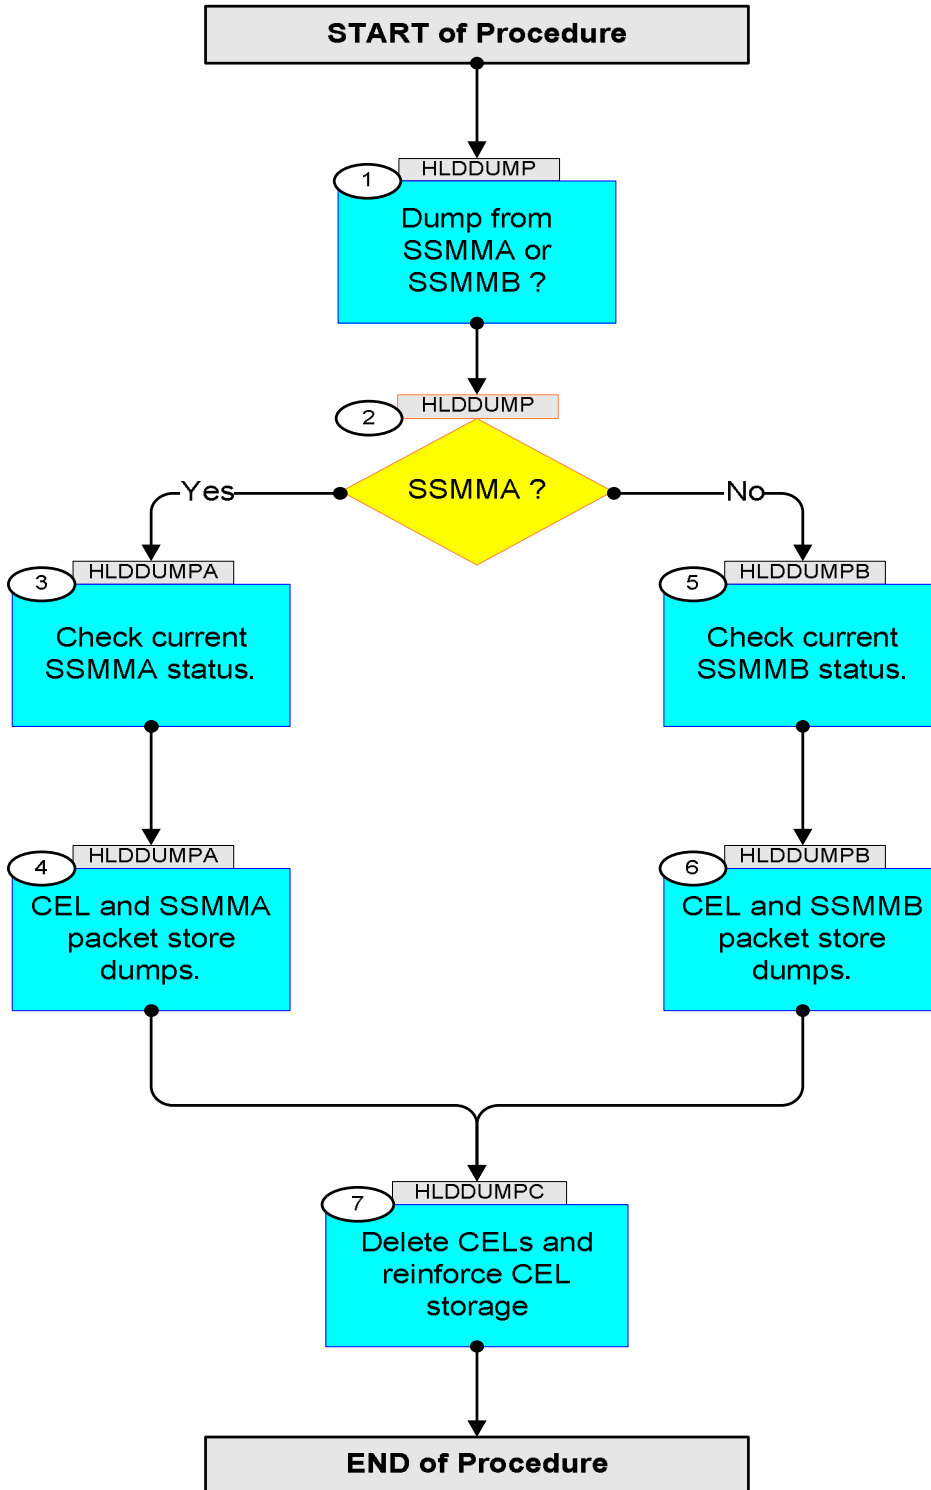 START of Procedure
HLDDUMP
1
Dump from
SSMMA or
SSMMB ?
HLDDUMP
2
SSMMA ?
Yes
No
HLDDUMPA
3
Check current
SSMMA status.
HLDDUMPB
5
Check current
SSMMB status.
HLDDUMPA
4
CEL and SSMMA
packet store
dumps.
HLDDUMPB
6
CEL and SSMMB
packet store
dumps.
HLDDUMPC
7
Delete CELs and
reinforce CEL
storage
END of Procedure